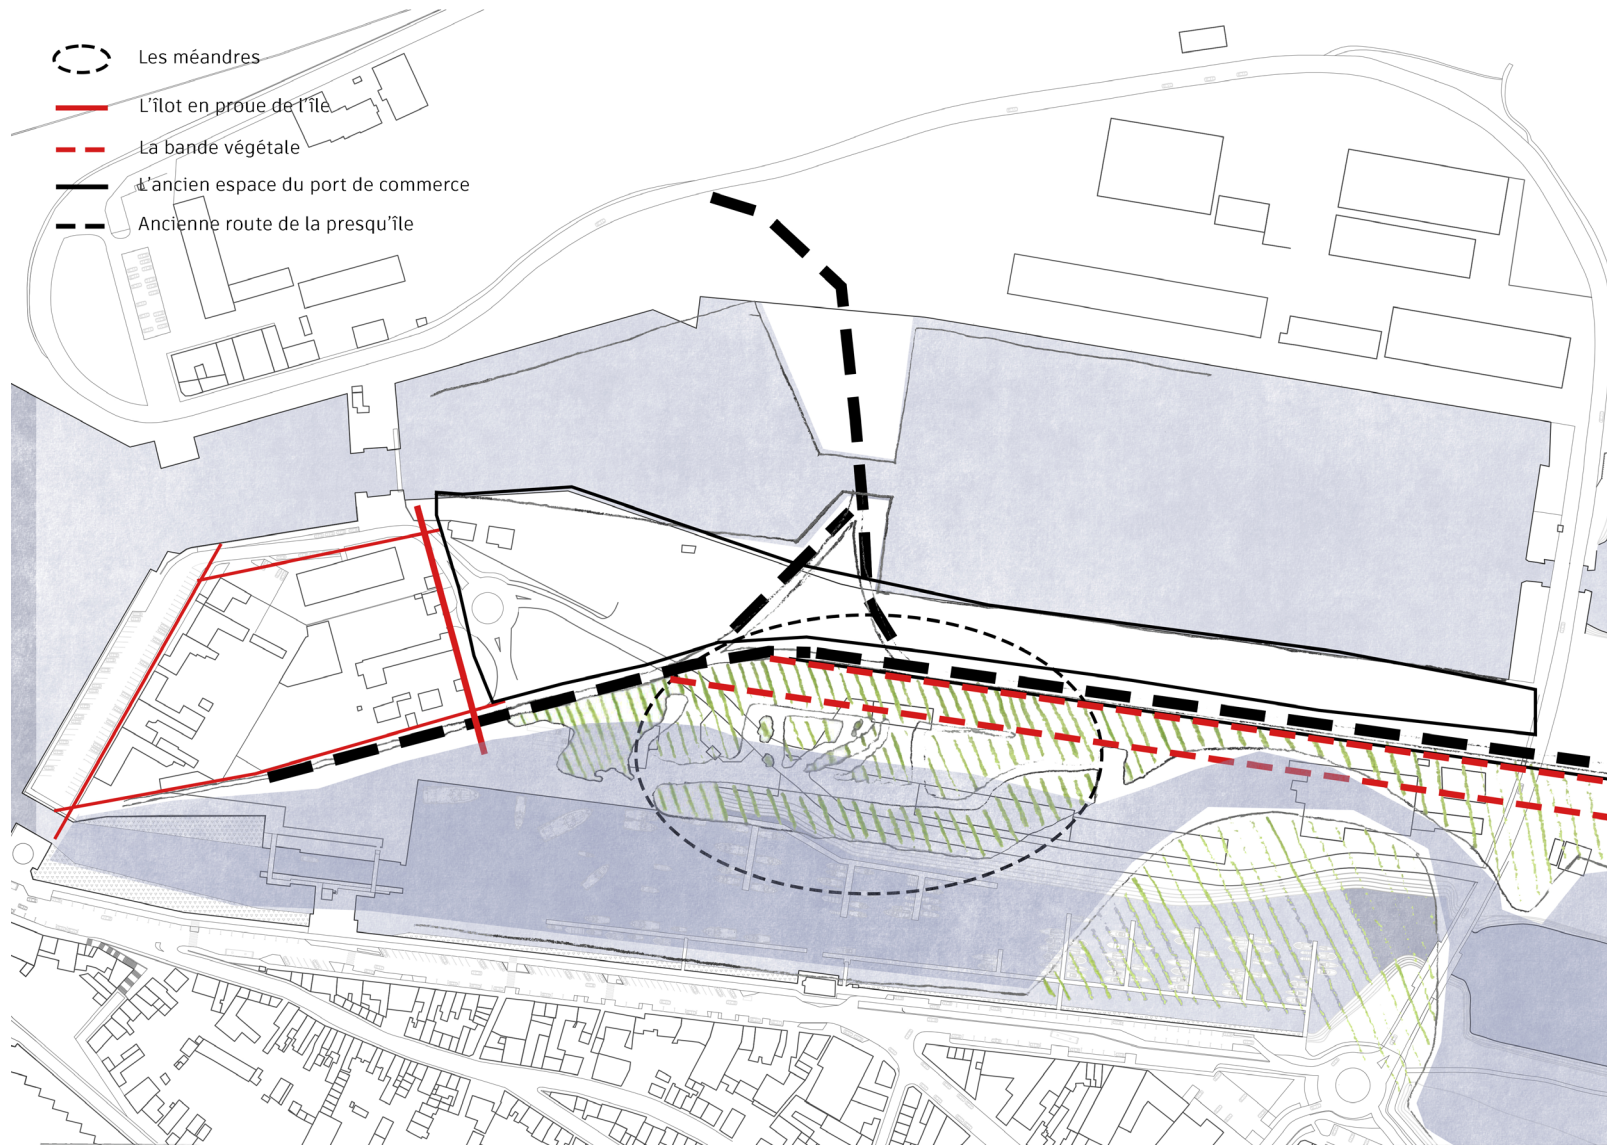 Les méandres
L'îlot en proue de l'île
La bande végétale
L'ancien espace du port de commerce
Ancienne route de la presqu'île